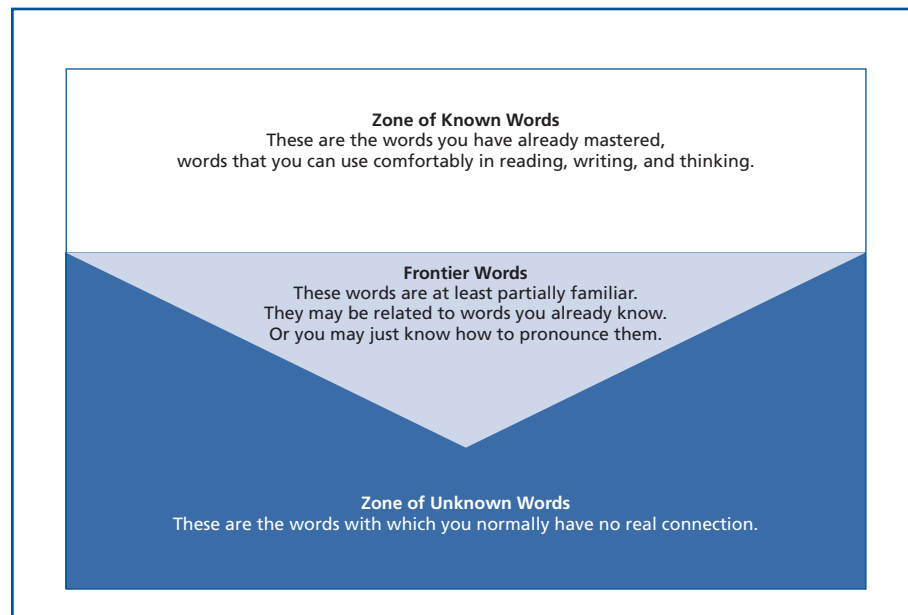 Zone of Known Words
These are the words you have already mastered,
words that you can use comfortably in reading, writing, and thinking.
Frontier Words
These words are at least partially familiar.
They may be related to words you already know.
Or you may just know how to pronounce them.
Zone of Unknown Words
These are the words with which you normally have no real connection.